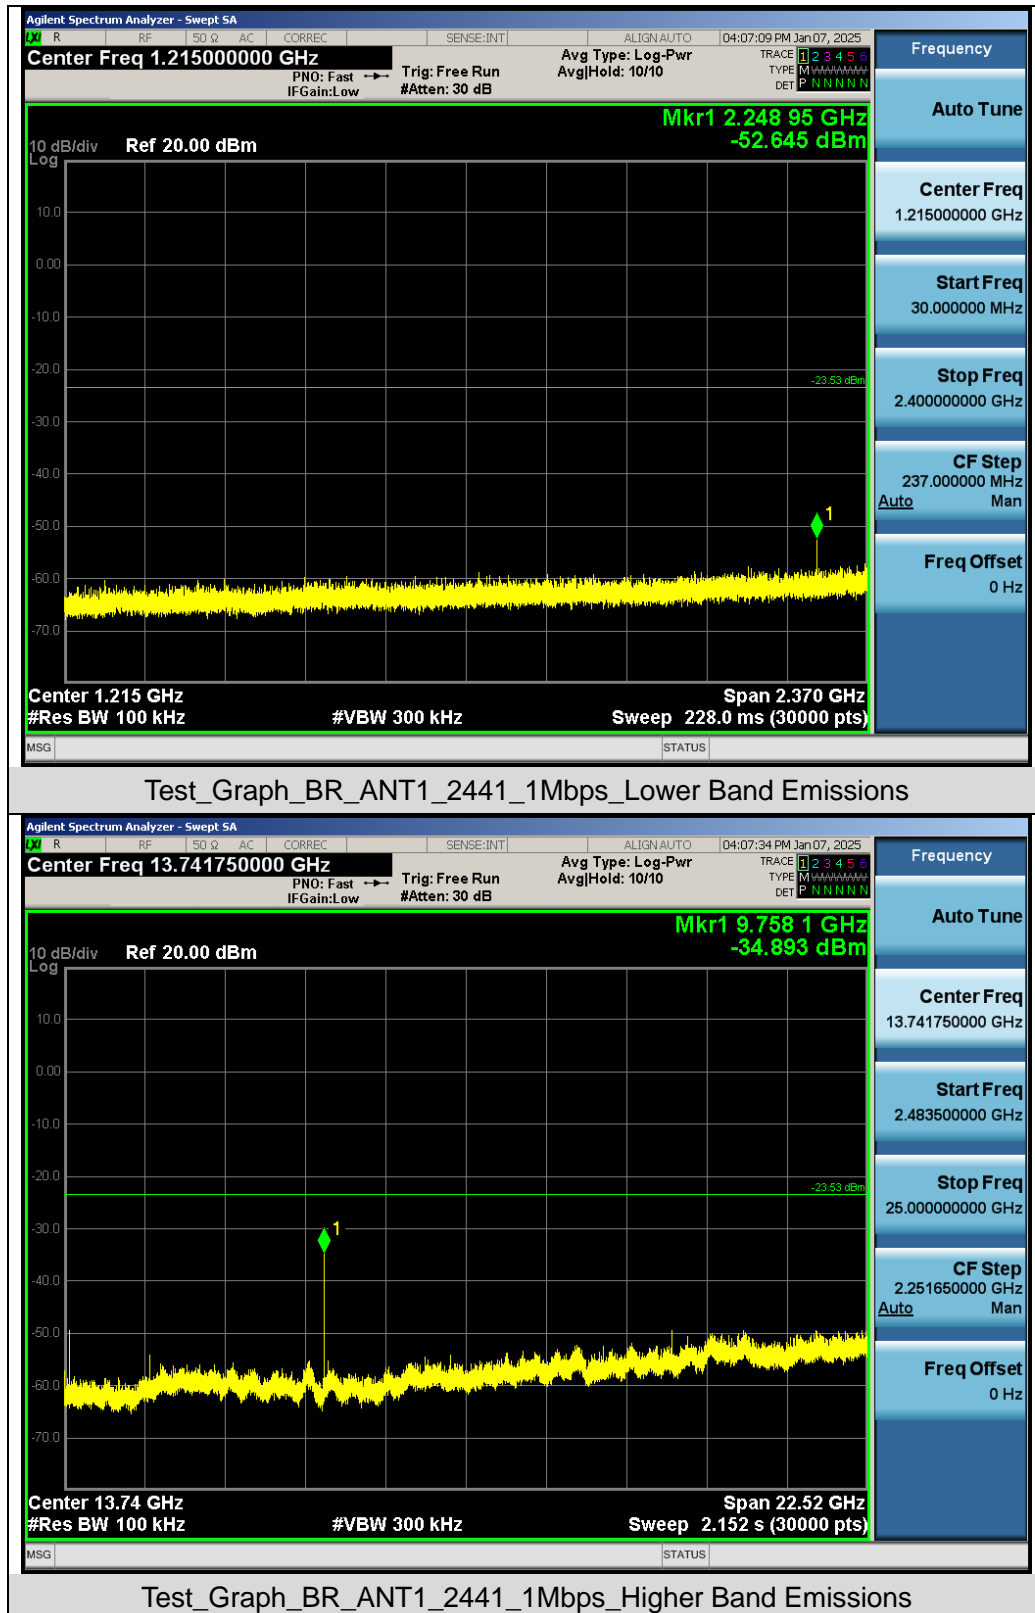 Agilent Spectrum Analyzer - Swept SA
LXI R RF 50 Ω AC CORREC SENSE:INT ALIGN AUTO 04:07:09 PM Jan 07, 2025
Center Freq 1.215000000 GHz
PNO: Fast
IFGain:Low
Trig: Free Run
#Atten: 30 dB
Avg Type: Log-Pwr
Avg|Hold: 10/10
TRACE 1 2 3 4 5 6
TYPE M
DET P N N N N N
Mkr1 2.248 95 GHz
-52.645 dBm
10 dB/div Ref 20.00 dBm
Log
10.0
0.00
-10.0
-20.0
-23.53 dBm
-30.0
-40.0
-50.0
1
-60.0
-70.0
Center 1.215 GHz Span 2.370 GHz
#Res BW 100 kHz #VBW 300 kHz Sweep 228.0 ms (30000 pts)
MSG STATUS
Frequency
Auto Tune
Center Freq
1.215000000 GHz
Start Freq
30.000000 MHz
Stop Freq
2.400000000 GHz
CF Step
237.000000 MHz
Auto Man
Freq Offset
0 Hz
Test_Graph_BR_ANT1_2441_1Mbps_Lower Band Emissions
Agilent Spectrum Analyzer - Swept SA
LXI R RF 50 Ω AC CORREC SENSE:INT ALIGN AUTO 04:07:34 PM Jan 07, 2025
Center Freq 13.741750000 GHz
PNO: Fast
IFGain:Low
Trig: Free Run
#Atten: 30 dB
Avg Type: Log-Pwr
Avg|Hold: 10/10
TRACE 1 2 3 4 5 6
TYPE M
DET P N N N N N
Mkr1 9.758 1 GHz
-34.893 dBm
10 dB/div Ref 20.00 dBm
Log
10.0
0.00
-10.0
-20.0
-23.53 dBm
-30.0
1
-40.0
-50.0
-60.0
-70.0
Center 13.74 GHz Span 22.52 GHz
#Res BW 100 kHz #VBW 300 kHz Sweep 2.152 s (30000 pts)
MSG STATUS
Frequency
Auto Tune
Center Freq
13.741750000 GHz
Start Freq
2.483500000 GHz
Stop Freq
25.000000000 GHz
CF Step
2.251650000 GHz
Auto Man
Freq Offset
0 Hz
Test_Graph_BR_ANT1_2441_1Mbps_Higher Band Emissions